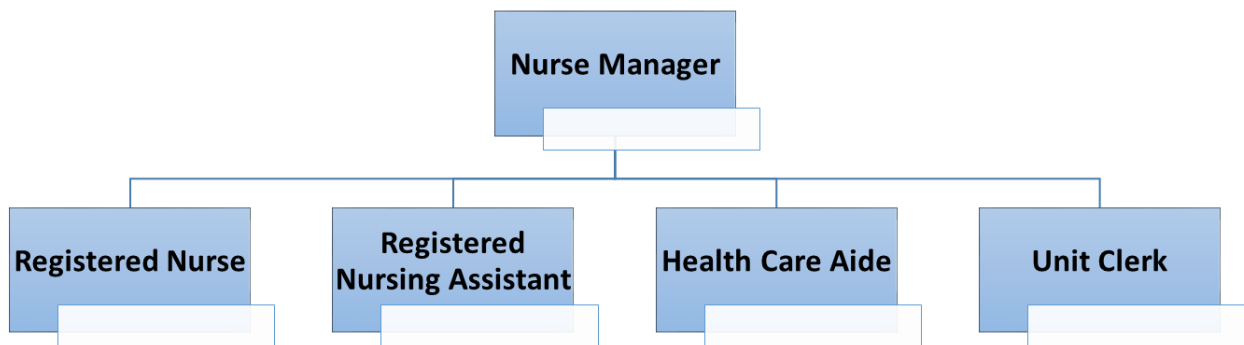 Nurse Manager
Registered Nurse
Registered
Nursing Assistant
Health Care Aide
Unit Clerk